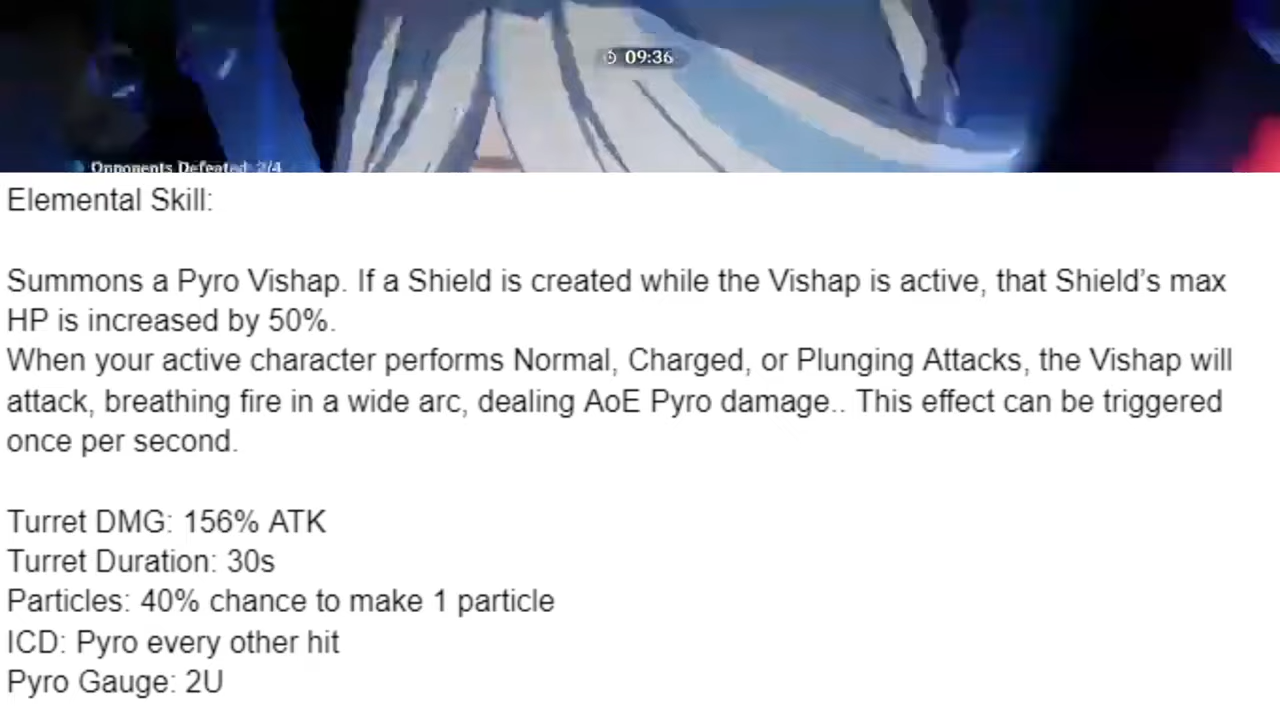 09:36
Opponents Defeated: 2/4
Elemental Skill:
Summons a Pyro Vishap. If a Shield is created while the Vishap is active, that Shield’s max
HP is increased by 50%.
When your active character performs Normal, Charged, or Plunging Attacks, the Vishap will
attack, breathing fire in a wide arc, dealing AoE Pyro damage.. This effect can be triggered
once per second.
Turret DMG: 156% ATK
Turret Duration: 30s
Particles: 40% chance to make 1 particle
ICD: Pyro every other hit
Pyro Gauge: 2U